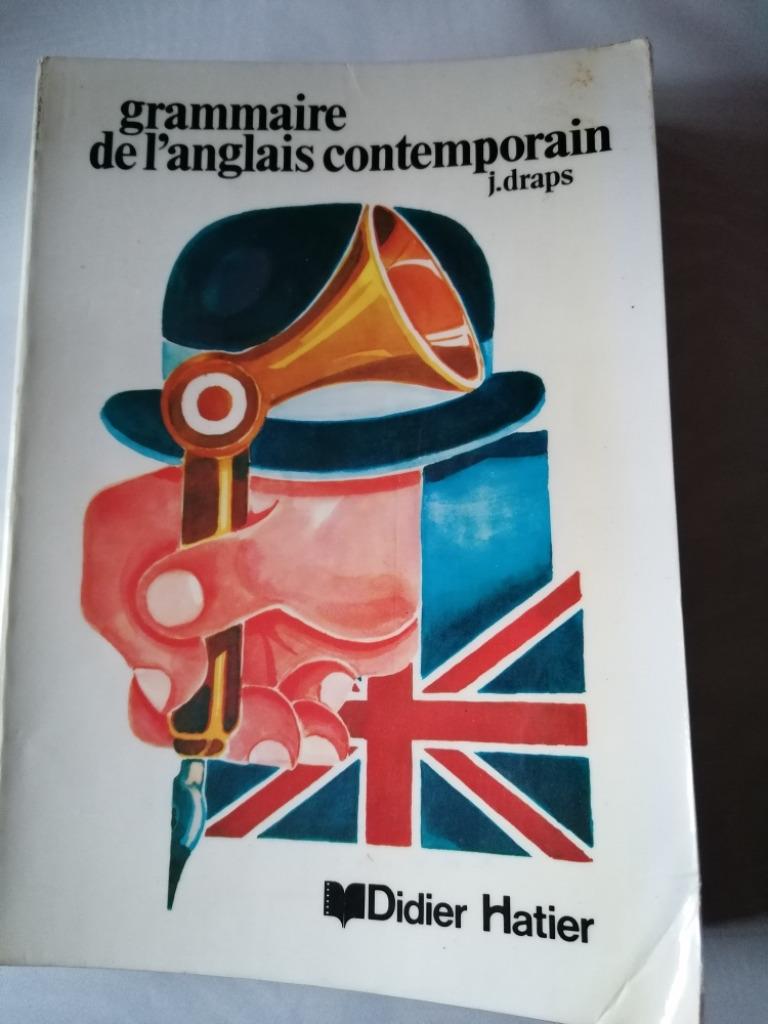 grammaire
de l'anglais contemporain
j.draps
Didier Hatier